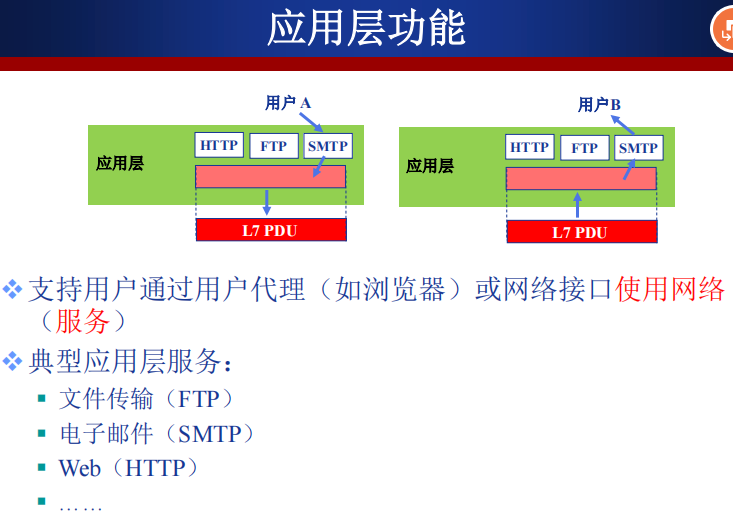 应用层功能
用户 A
用户B
应用层
HTTP
FTP
SMTP
L7 PDU
应用层
HTTP
FTP
SMTP
L7 PDU
支持用户通过用户代理（如浏览器）或网络接口使用网络
（服务）
典型应用层服务：
文件传输（FTP）
电子邮件（SMTP）
Web（HTTP）
……